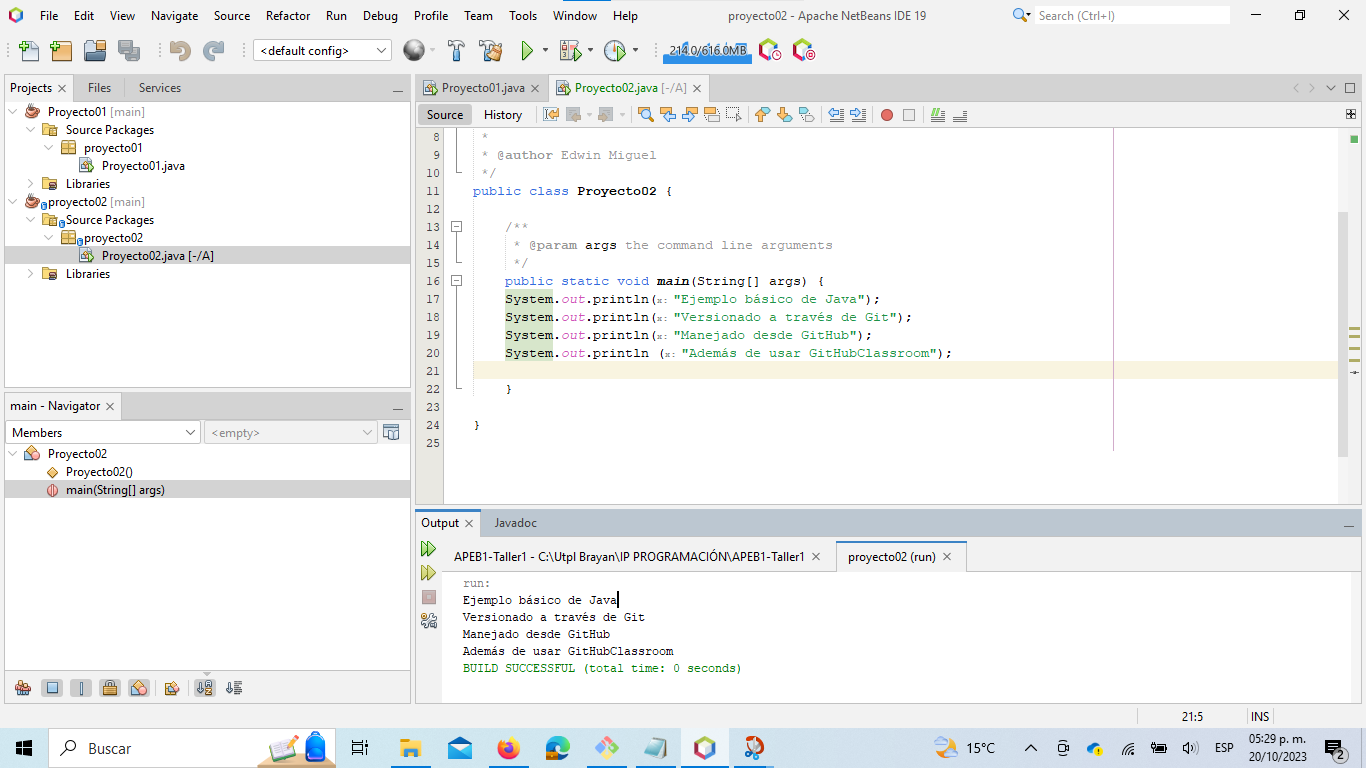 File Edit View Navigate Source Refactor Run Debug Profile Team Tools Window Help
proyecto02 - Apache NetBeans IDE 19
Search (Ctrl+I)
<default config>
214.0/616.0MB
Projects Files Services
Proyecto01 [main]
Source Packages
proyecto01
Proyecto01.java
Libraries
proyecto02 [main]
Source Packages
proyecto02
Proyecto02.java [-/A]
Libraries
main - Navigator
Members
<empty>
Proyecto02
Proyecto02()
main(String[] args)
Proyecto01.java Proyecto02.java [-/A]
Source History
8 *
9 * @author Edwin Miguel
10 */
11 public class Proyecto02 {
12
13 /**
14 * @param args the command line arguments
15 */
16 public static void main(String[] args) {
17 System.out.println(x: "Ejemplo básico de Java");
18 System.out.println(x: "Versionado a través de Git");
19 System.out.println(x: "Manejado desde GitHub");
20 System.out.println (x: "Además de usar GitHubClassroom");
21
22 }
23
24 }
25
Output Javadoc
APEB1-Taller1 - C:\Utpl Brayan\IP PROGRAMACIÓN\APEB1-Taller1
proyecto02 (run)
run:
Ejemplo básico de Java
Versionado a través de Git
Manejado desde GitHub
Además de usar GitHubClassroom
BUILD SUCCESSFUL (total time: 0 seconds)
21:5 INS
Buscar
15°C
ESP
05:29 p. m.
20/10/2023
2